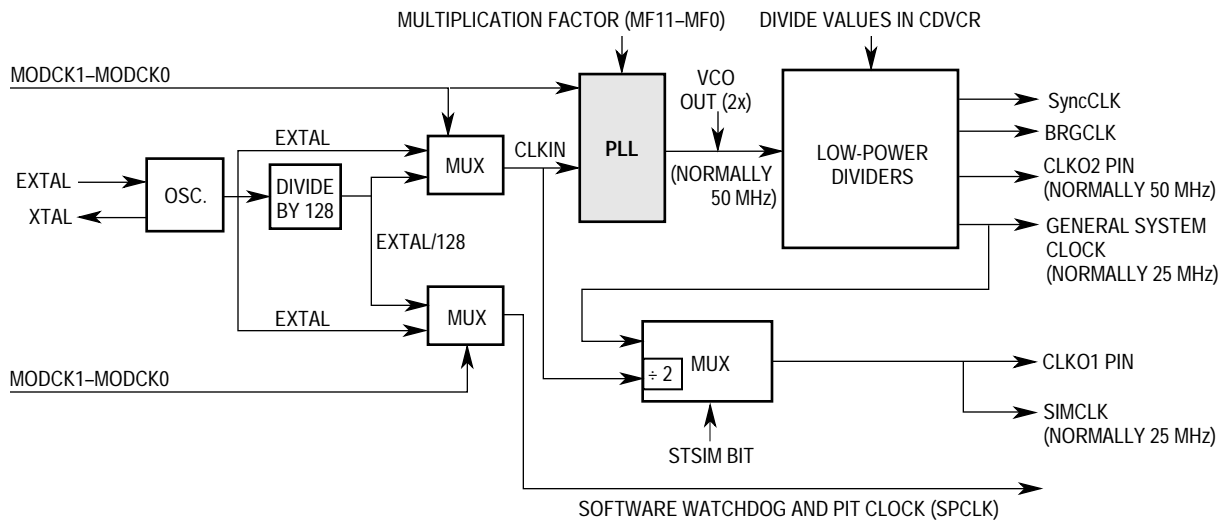 MULTIPLICATION FACTOR (MF11–MF0)
DIVIDE VALUES IN CDVCR
MODCK1–MODCK0
VCO
OUT (2x)
SyncCLK
BRGCLK
EXTAL
CLKIN
PLL
MUX
LOW-POWER
DIVIDERS
CLKO2 PIN
(NORMALLY 50 MHz)
EXTAL
XTAL
OSC.
DIVIDE
BY 128
(NORMALLY
50 MHz)
GENERAL SYSTEM
CLOCK
(NORMALLY 25 MHz)
EXTAL/128
EXTAL
MUX
MODCK1–MODCK0
÷ 2
MUX
CLKO1 PIN
SIMCLK
(NORMALLY 25 MHz)
STSIM BIT
SOFTWARE WATCHDOG AND PIT CLOCK (SPCLK)